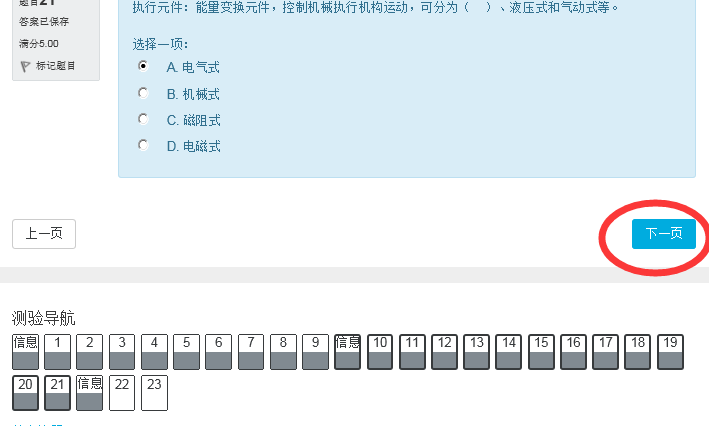 题目21
答案已保存
满分5.00
标记题目
执行元件：能量变换元件，控制机械执行机构运动，可分为（　）、液压式和气动式等。
选择一项：
A. 电气式
B. 机械式
C. 磁阻式
D. 电磁式
上一页
下一页
测验导航
信息 1 2 3 4 5 6 7 8 9 信息 10 11 12 13 14 15 16 17 18 19
20 21 信息 22 23